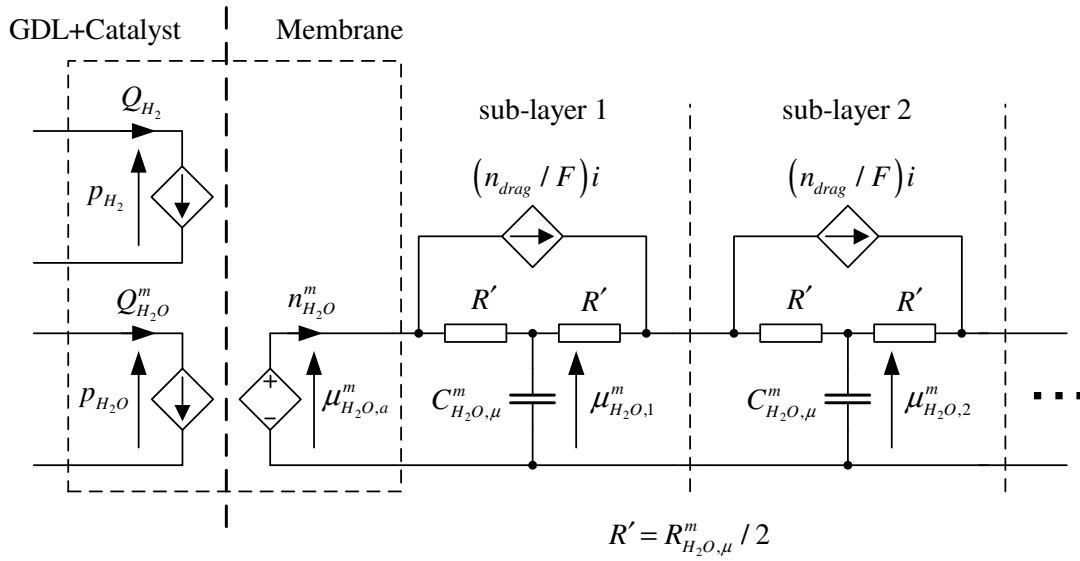 GDL+Catalyst Membrane
Q_{H_2}
p_{H_2}
sub-layer 1
sub-layer 2
(n_{drag} / F) i
(n_{drag} / F) i
Q^m_{H_2O}
n^m_{H_2O}
R′ R′ R′ R′
p_{H_2O}
+
−
μ^m_{H_2O,a}
C^m_{H_2O,μ}
μ^m_{H_2O,1}
C^m_{H_2O,μ}
μ^m_{H_2O,2}
...
R′ = R^m_{H_2O,μ} / 2